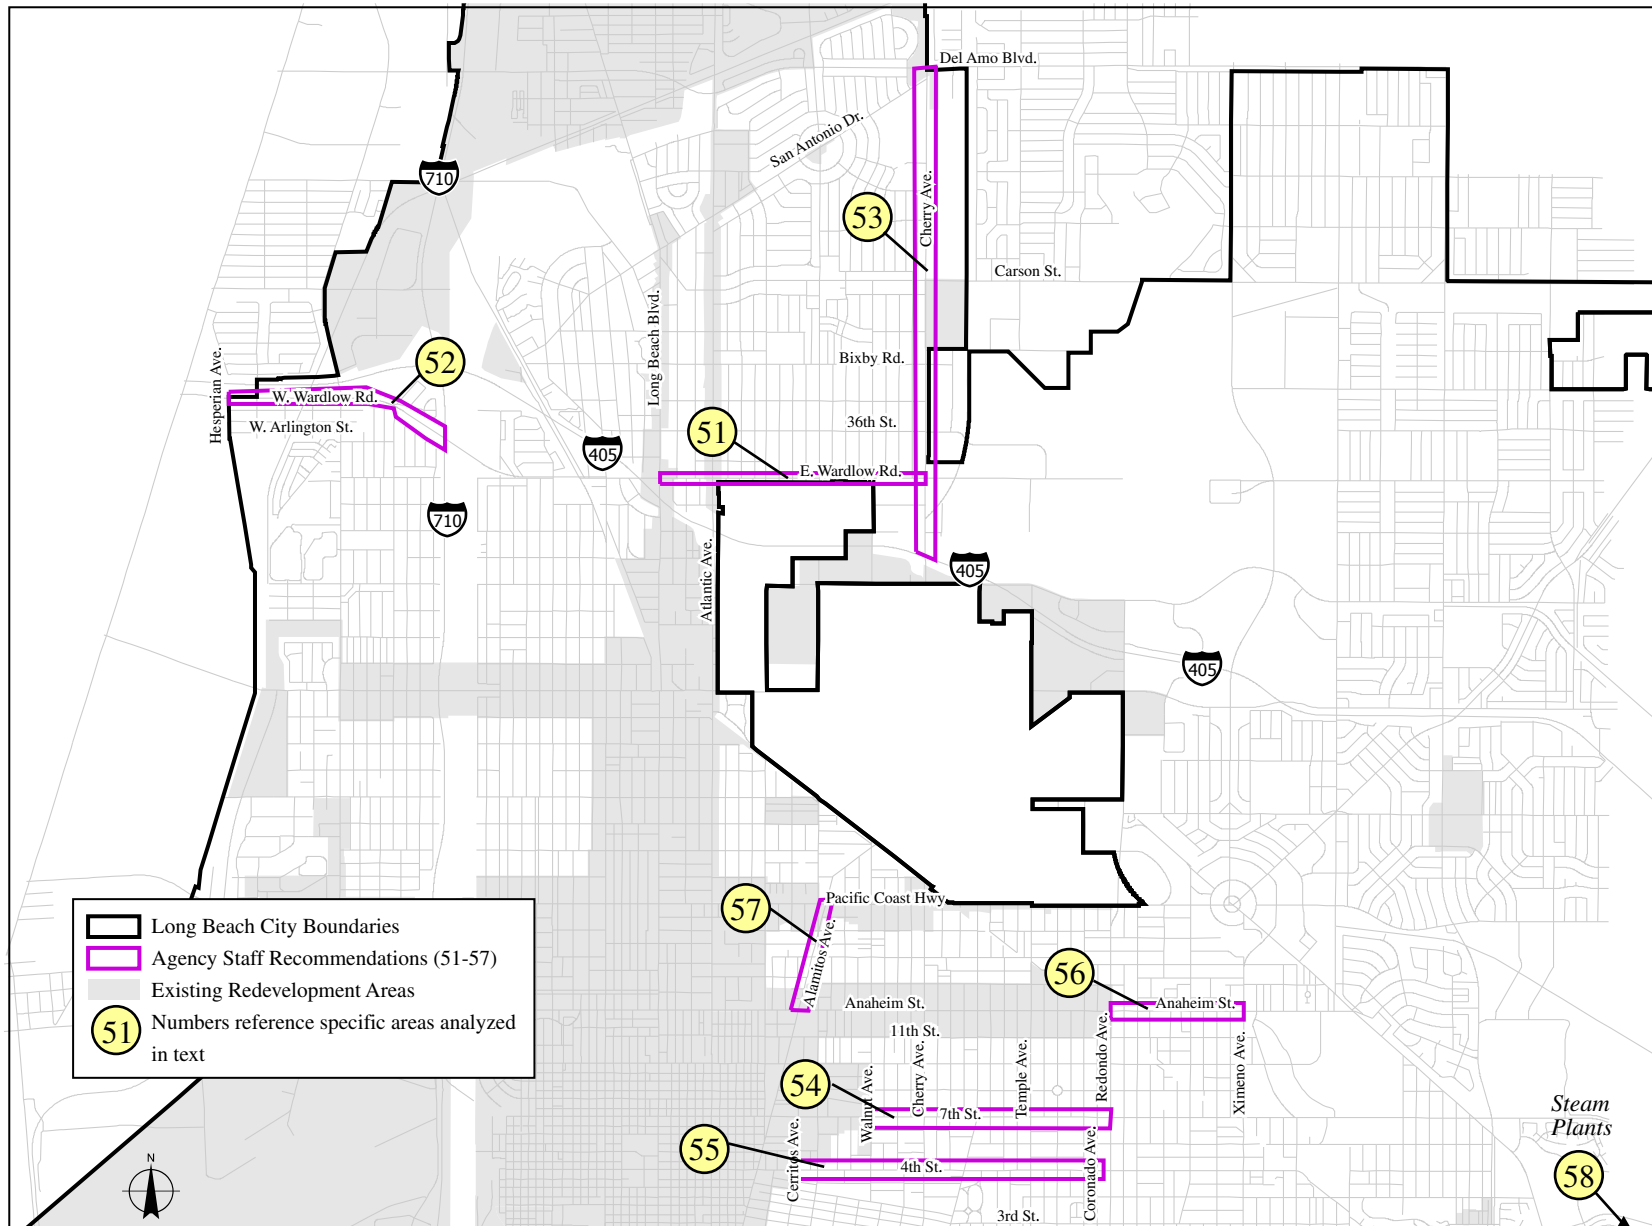 Del Amo Blvd.
San Antonio Dr.
710
53
Cherry Ave.
Carson St.
Long Beach Blvd.
Hesperian Ave.
52
Bixby Rd.
W. Wardlow Rd.
W. Arlington St.
36th St.
51
405
E. Wardlow Rd.
710
Atlantic Ave.
405
405
57
Pacific Coast Hwy
Alamitos Ave.
Long Beach City Boundaries
Agency Staff Recommendations (51-57)
Existing Redevelopment Areas
51
Numbers reference specific areas analyzed
in text
56
Anaheim St.
Anaheim St.
11th St.
Redondo Ave.
Ximeno Ave.
Temple Ave.
Cherry Ave.
Walnut Ave.
54
7th St.
55
Cerritos Ave.
4th St.
Coronado Ave.
3rd St.
Steam
Plants
58
N